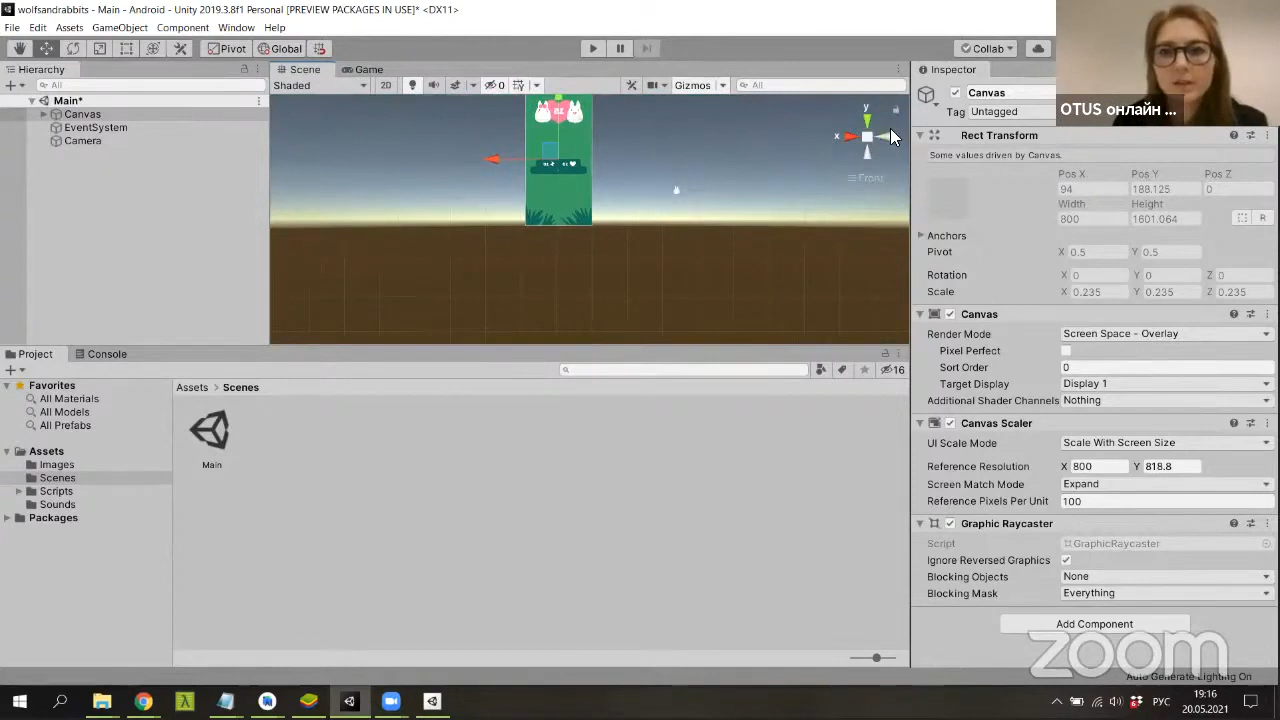 wolfsandrabbits - Main - Android - Unity 2019.3.8f1 Personal [PREVIEW PACKAGES IN USE]* <DX11>
File Edit Assets GameObject Component Window Help
Pivot Global Collab
Hierarchy
All
Main*
Canvas
EventSystem
Camera
Scene Game
Shaded 2D 0 Gizmos All
y
x
Front
Inspector
Canvas
Tag Untagged
OTUS онлайн ...
Rect Transform
Some values driven by Canvas.
Pos X Pos Y Pos Z
94 188.125 0
Width Height
800 1601.064 R
Anchors
Pivot X 0.5 Y 0.5
Rotation X 0 Y 0 Z 0
Scale X 0.235 Y 0.235 Z 0.235
Canvas
Render Mode Screen Space - Overlay
Pixel Perfect
Sort Order 0
Target Display Display 1
Additional Shader Channels Nothing
Canvas Scaler
UI Scale Mode Scale With Screen Size
Reference Resolution X 800 Y 818.8
Screen Match Mode Expand
Reference Pixels Per Unit 100
Graphic Raycaster
Script GraphicRaycaster
Ignore Reversed Graphics
Blocking Objects None
Blocking Mask Everything
Add Component
Project Console
16
Favorites
All Materials
All Models
All Prefabs
Assets
Images
Scenes
Scripts
Sounds
Packages
Assets > Scenes
Main
zoom
Auto Generate Lighting On
РУС
19:16
20.05.2021